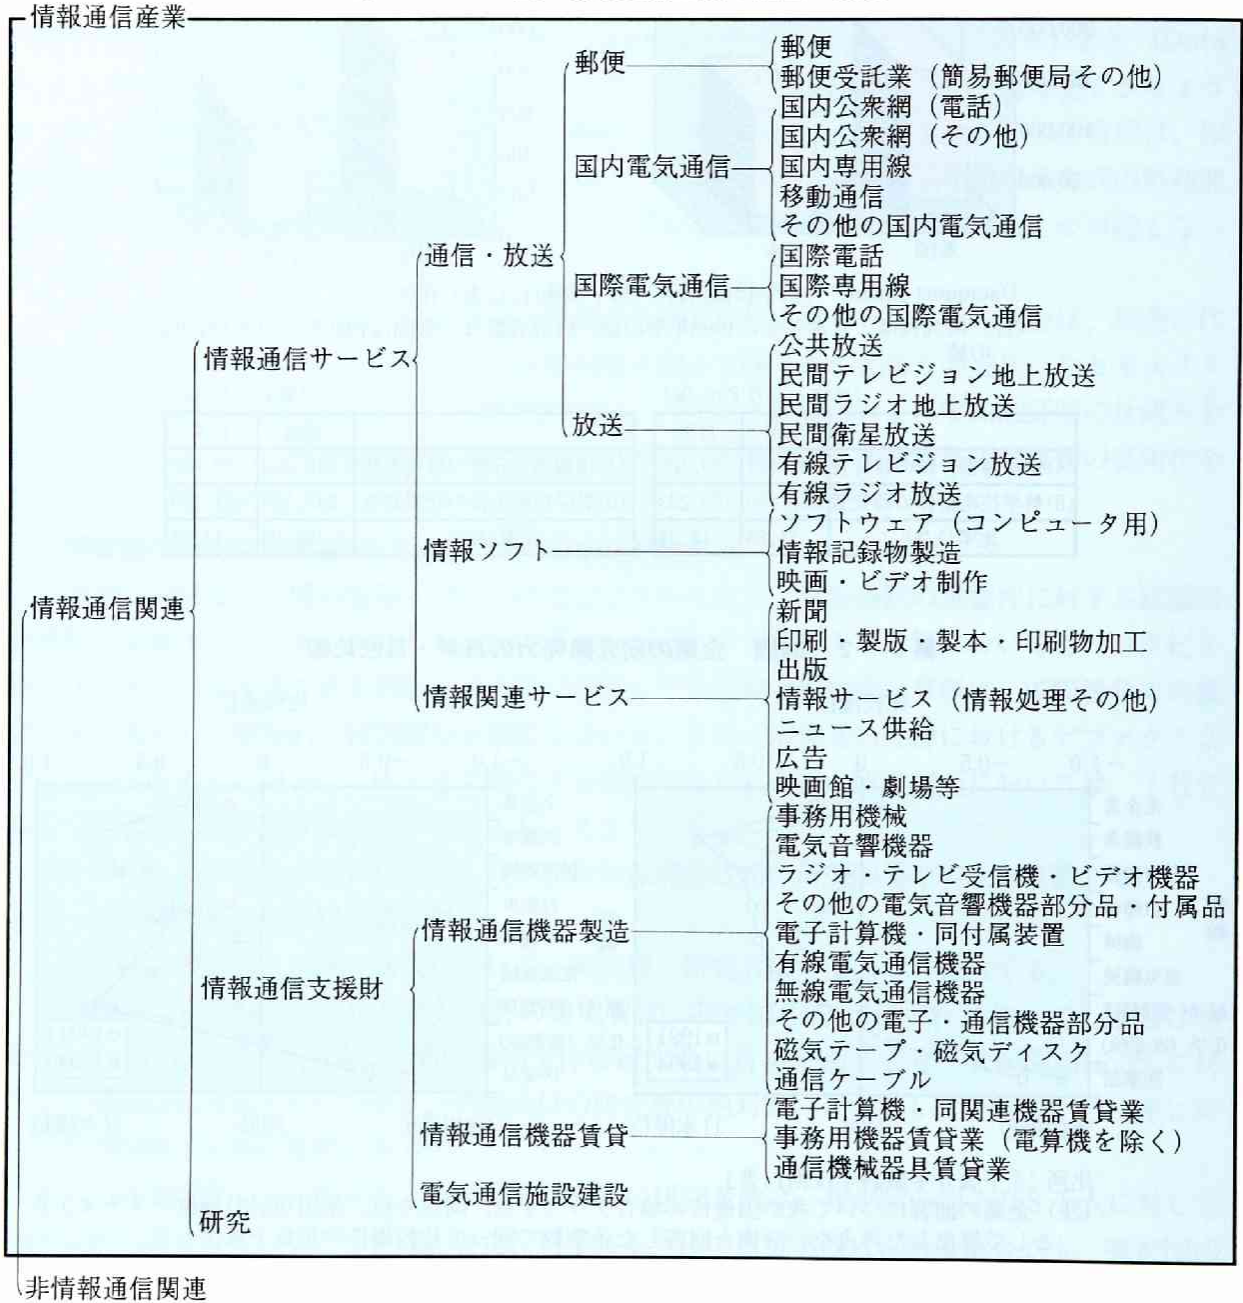 情報通信産業
郵便
郵便
郵便受託業（簡易郵便局その他）
国内電気通信
国内公衆網（電話）
国内公衆網（その他）
国内専用線
移動通信
その他の国内電気通信
通信・放送
国際電気通信
国際電話
国際専用線
その他の国際電気通信
情報通信サービス
放送
公共放送
民間テレビジョン地上放送
民間ラジオ地上放送
民間衛星放送
有線テレビジョン放送
有線ラジオ放送
情報ソフト
ソフトウェア（コンピュータ用）
情報記録物製造
映画・ビデオ制作
情報通信関連
情報関連サービス
新聞
印刷・製版・製本・印刷物加工
出版
情報サービス（情報処理その他）
ニュース供給
広告
映画館・劇場等
情報通信支援財
情報通信機器製造
事務用機械
電気音響機器
ラジオ・テレビ受信機・ビデオ機器
その他の電気音響機器部分品・付属品
電子計算機・同付属装置
有線電気通信機器
無線電気通信機器
その他の電子・通信機器部分品
磁気テープ・磁気ディスク
通信ケーブル
情報通信機器賃貸
電子計算機・同関連機器賃貸業
事務用機器賃貸業（電算機を除く）
通信機械器具賃貸業
電気通信施設建設
研究
非情報通信関連